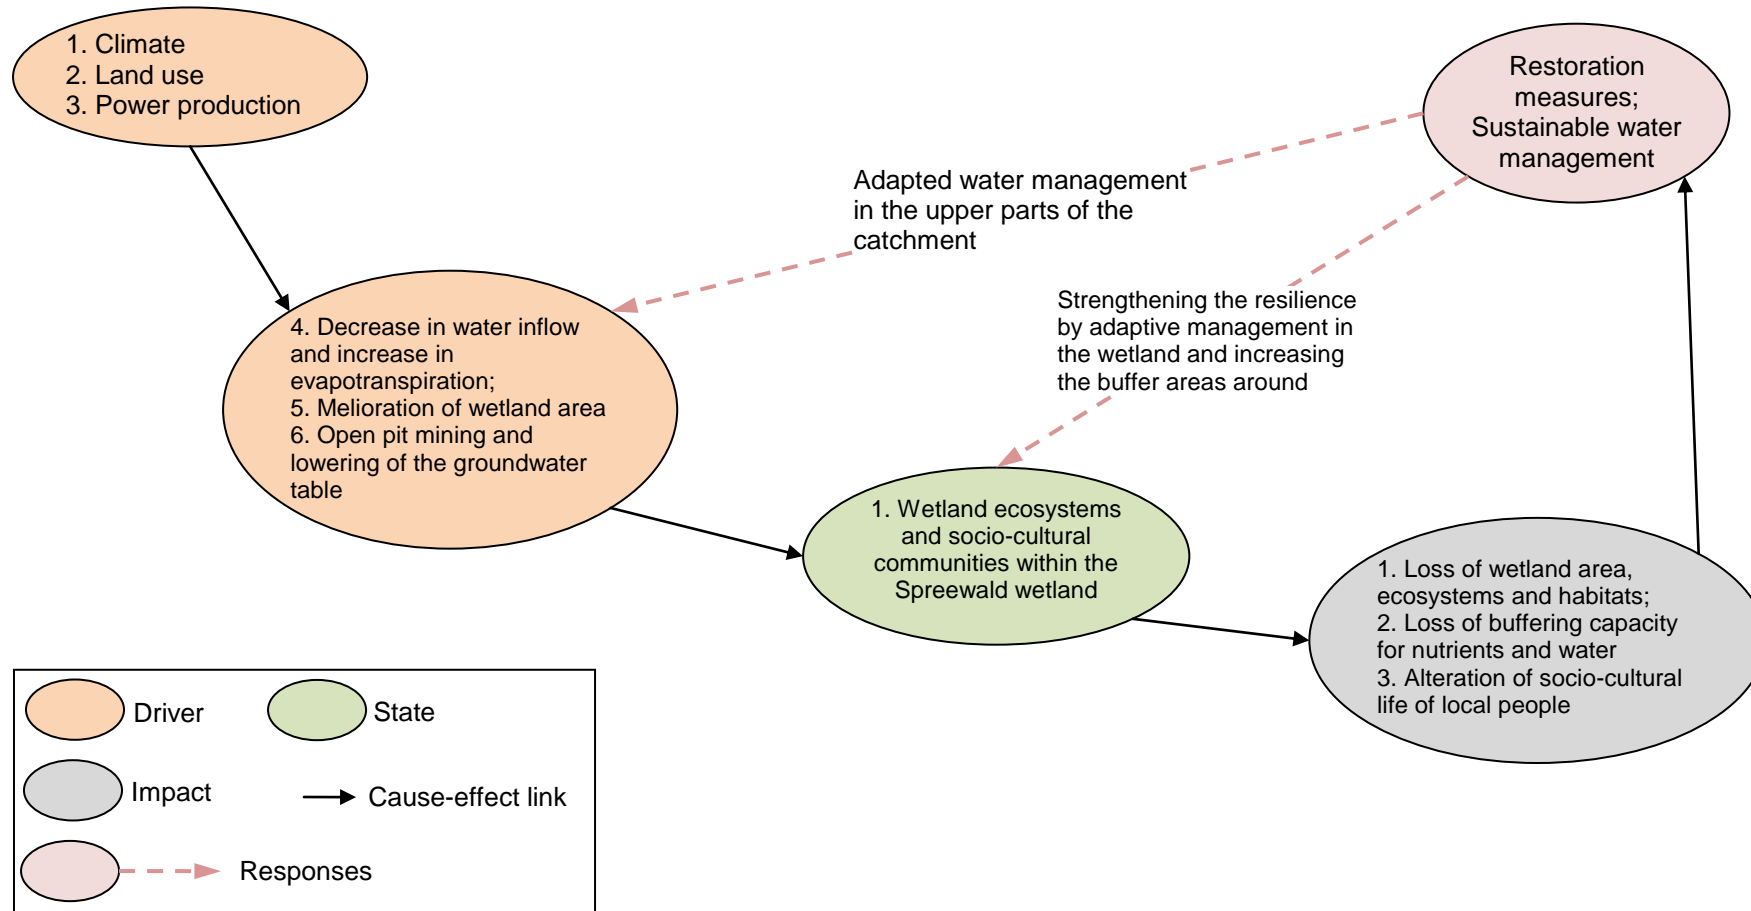 1. Climate
2. Land use
3. Power production
Restoration
measures;
Sustainable water
management
Adapted water management
in the upper parts of the
catchment
Strengthening the resilience
by adaptive management in
the wetland and increasing
the buffer areas around
4. Decrease in water inflow
and increase in
evapotranspiration;
5. Melioration of wetland area
6. Open pit mining and
lowering of the groundwater
table
1. Wetland ecosystems
and socio-cultural
communities within the
Spreewald wetland
1. Loss of wetland area,
ecosystems and habitats;
2. Loss of buffering capacity
for nutrients and water
3. Alteration of socio-cultural
life of local people
Driver
State
Impact
Cause-effect link
Responses